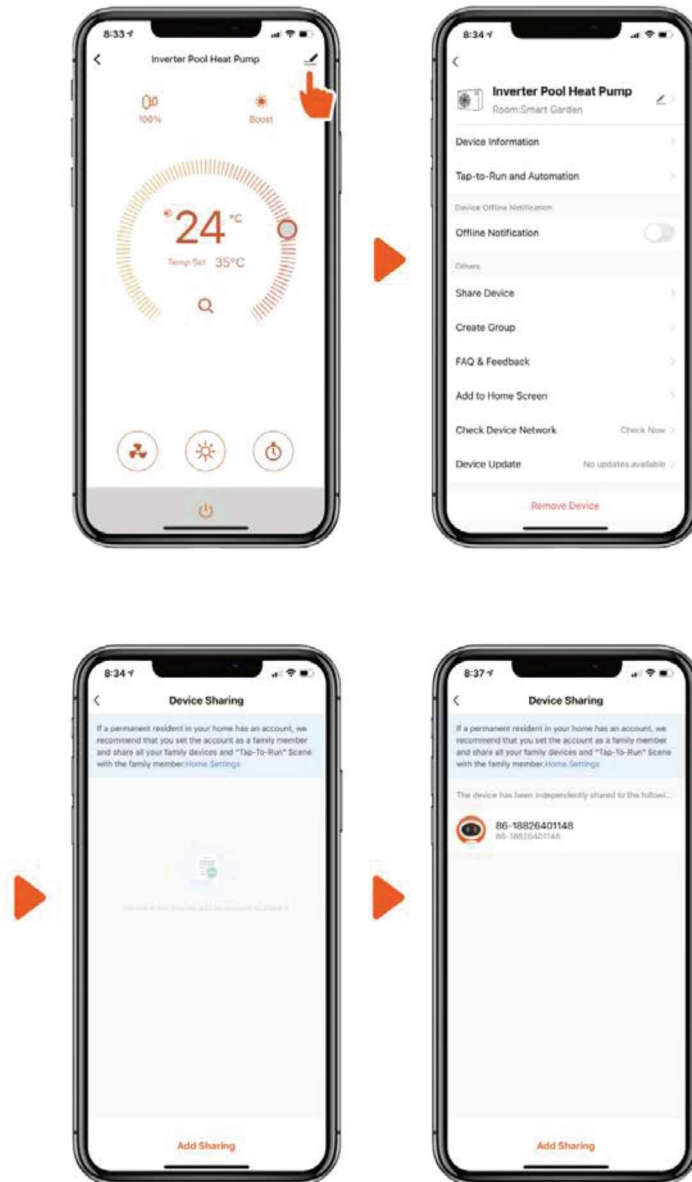 8:33
Inverter Pool Heat Pump
100%
Boost
24 °C
Temp Set 35°C
8:34
Inverter Pool Heat Pump
Room:Smart Garden
Device Information
Tap-to-Run and Automation
Device Offline Notification
Offline Notification
Others
Share Device
Create Group
FAQ & Feedback
Add to Home Screen
Check Device Network Check Now
Device Update No updates available
Remove Device
8:34
Device Sharing
If a permanent resident in your home has an account, we
recommend that you set the account as a family member
and share all your family devices and "Tap-To-Run" Scene
with the family member.Home Settings
Add Sharing
8:37
Device Sharing
If a permanent resident in your home has an account, we
recommend that you set the account as a family member
and share all your family devices and "Tap-To-Run" Scene
with the family member.Home Settings
The device has been independently shared to the followi...
86-18826401148
86-18826401148
Add Sharing